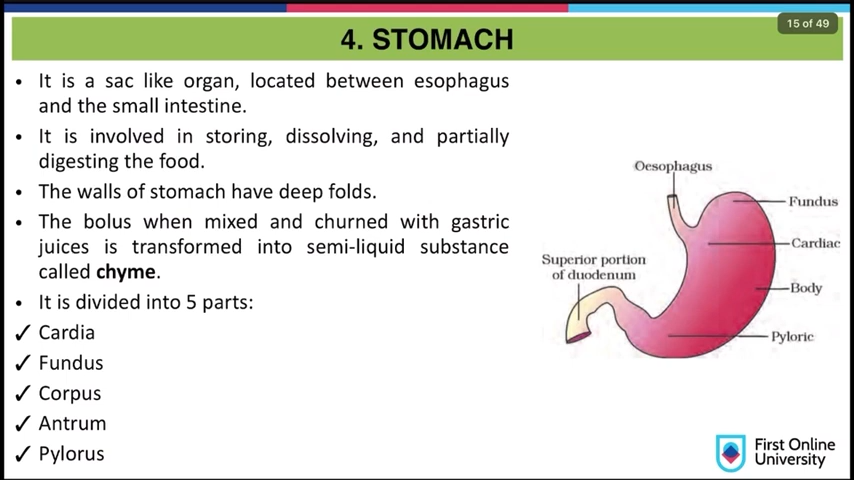 15 of 49
4. STOMACH
• It is a sac like organ, located between esophagus
and the small intestine.
• It is involved in storing, dissolving, and partially
digesting the food.
• The walls of stomach have deep folds.
• The bolus when mixed and churned with gastric
juices is transformed into semi-liquid substance
called chyme.
• It is divided into 5 parts:
✓ Cardia
✓ Fundus
✓ Corpus
✓ Antrum
✓ Pylorus
Oesophagus
Fundus
Cardiac
Superior portion
of duodenum
Body
Pyloric
First Online
University